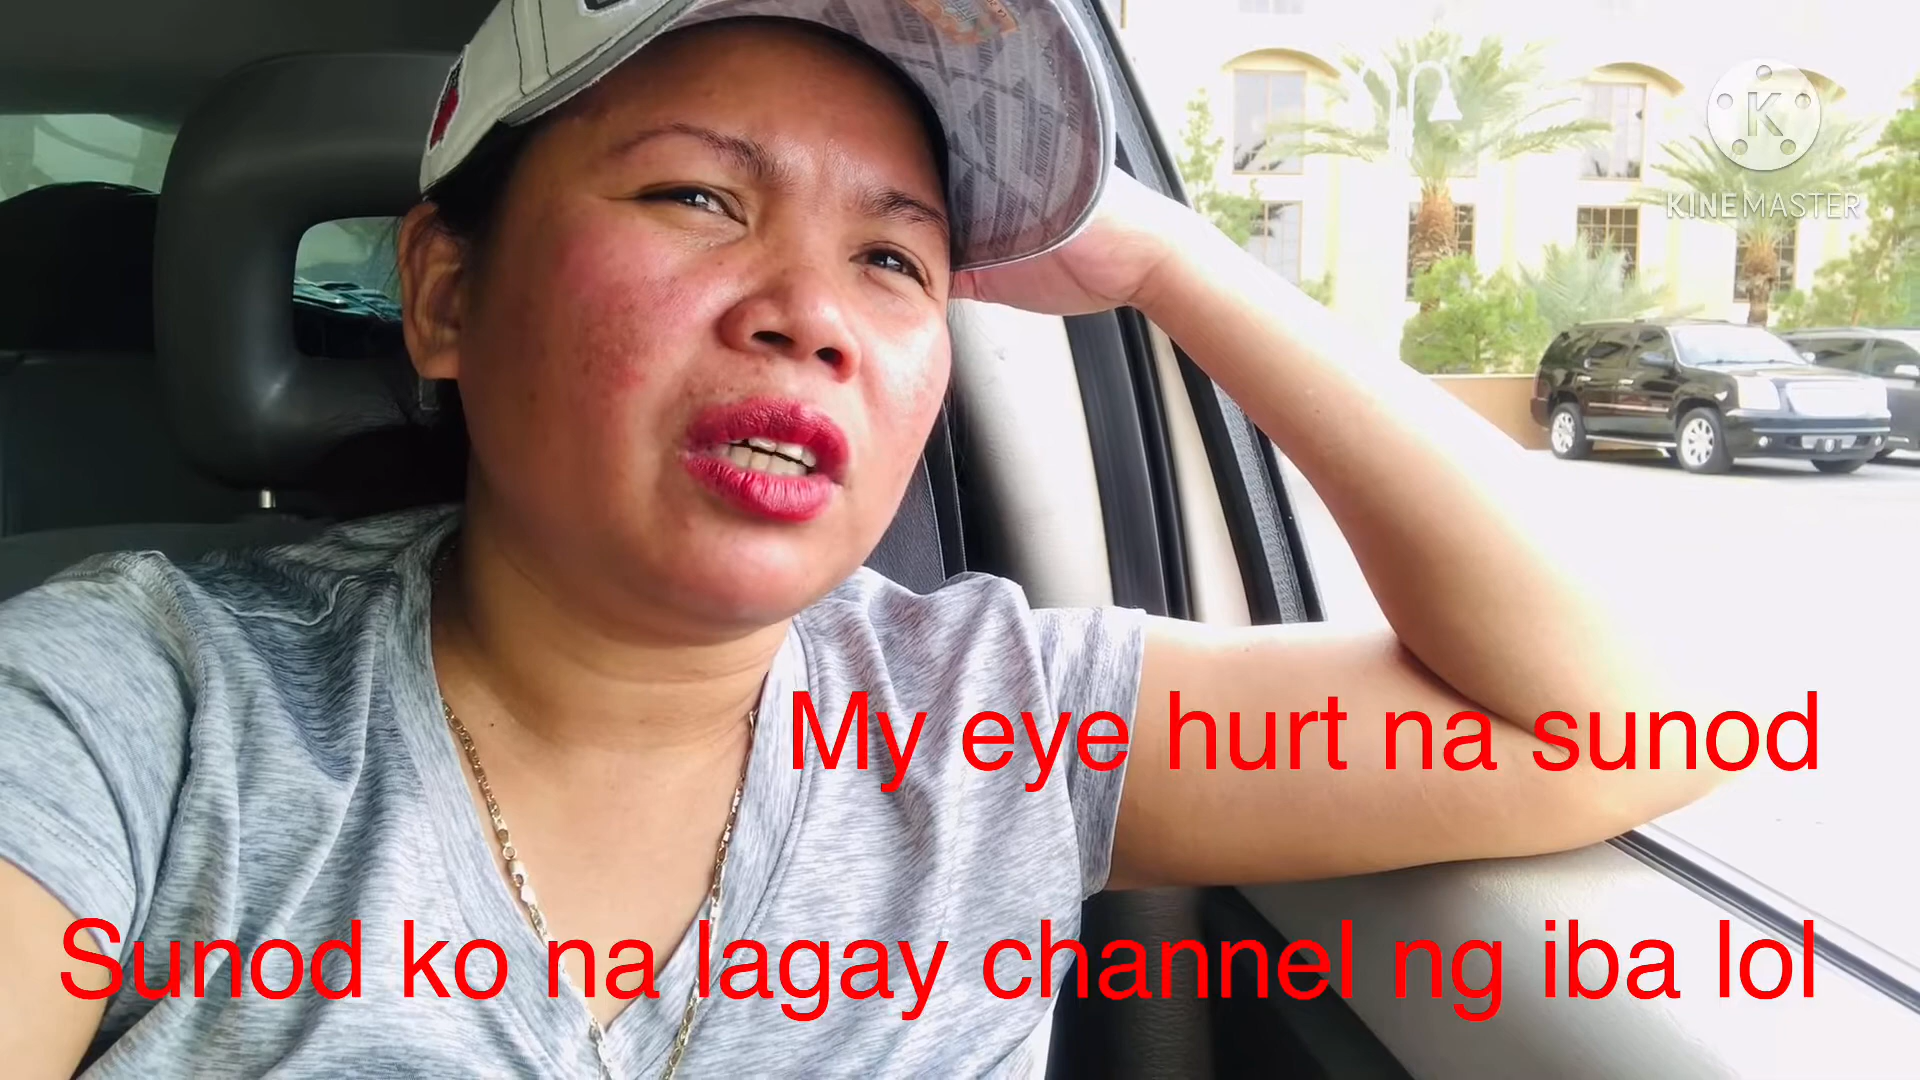 K
KINEMASTER
My eye hurt na sunod
Sunod ko na lagay channel ng iba lol